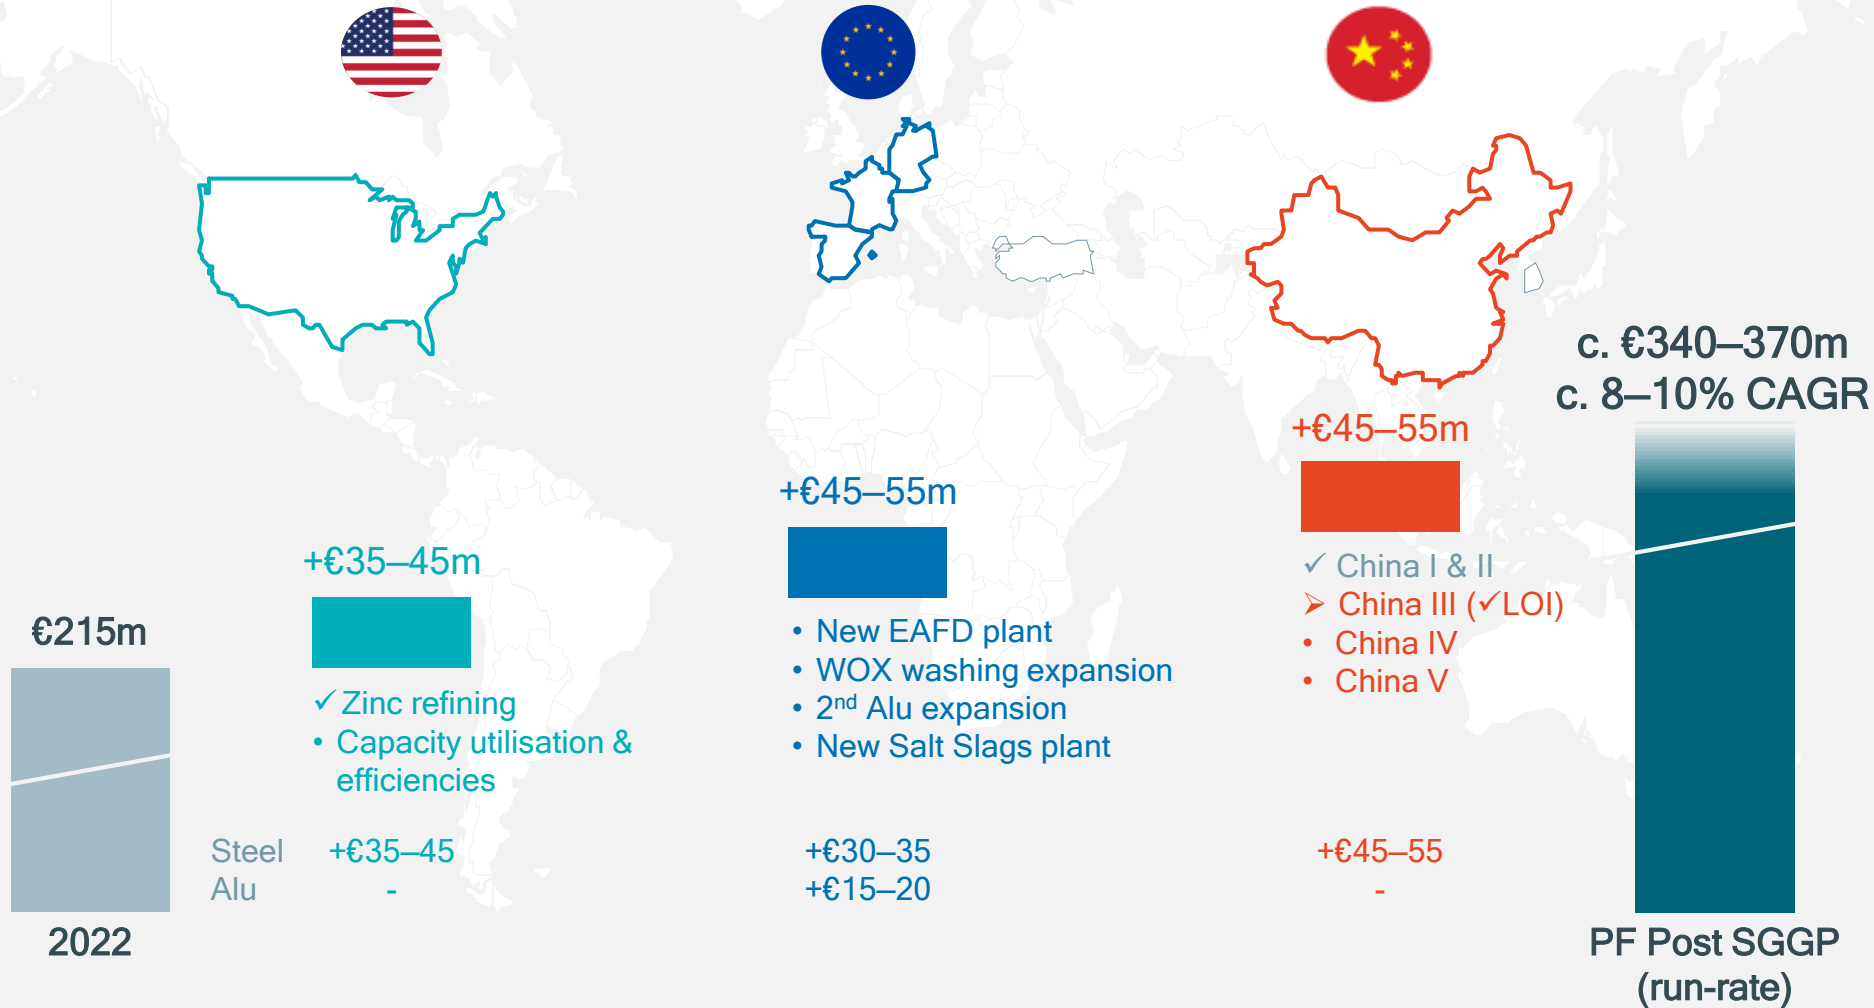 c. €340–370m
c. 8–10% CAGR
+€45–55m
+€45–55m
+€35–45m
€215m
✓ Zinc refining
• Capacity utilisation &
efficiencies
• New EAFD plant
• WOX washing expansion
• 2nd Alu expansion
• New Salt Slags plant
✓ China I & II
➢ China III (✓LOI)
• China IV
• China V
Steel +€35–45 +€30–35 +€45–55
Alu - +€15–20 -
2022
PF Post SGGP
(run-rate)